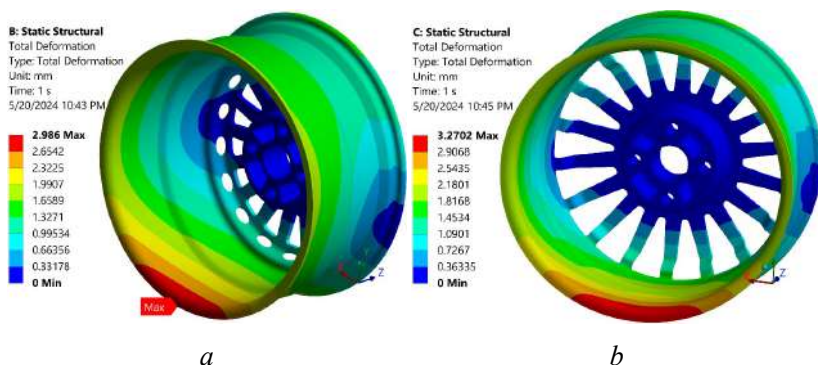 B: Static Structural
Total Deformation
Type: Total Deformation
Unit: mm
Time: 1 s
5/20/2024 10:43 PM
2.986 Max
2.6542
2.3225
1.9907
1.6589
1.3271
0.99534
0.66356
0.33178
0 Min
Max
Z
a
C: Static Structural
Total Deformation
Type: Total Deformation
Unit: mm
Time: 1 s
5/20/2024 10:45 PM
3.2702 Max
2.9068
2.5435
2.1801
1.8168
1.4534
1.0901
0.7267
0.36335
0 Min
Z
b